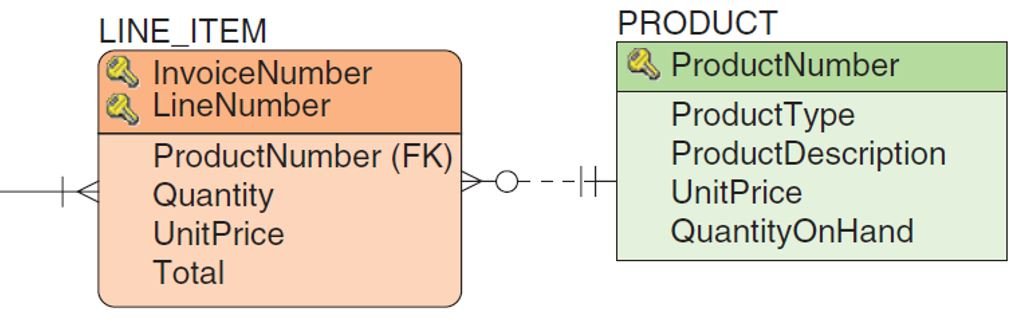 LINE_ITEM
InvoiceNumber
LineNumber
ProductNumber (FK)
Quantity
UnitPrice
Total
PRODUCT
ProductNumber
ProductType
ProductDescription
UnitPrice
QuantityOnHand